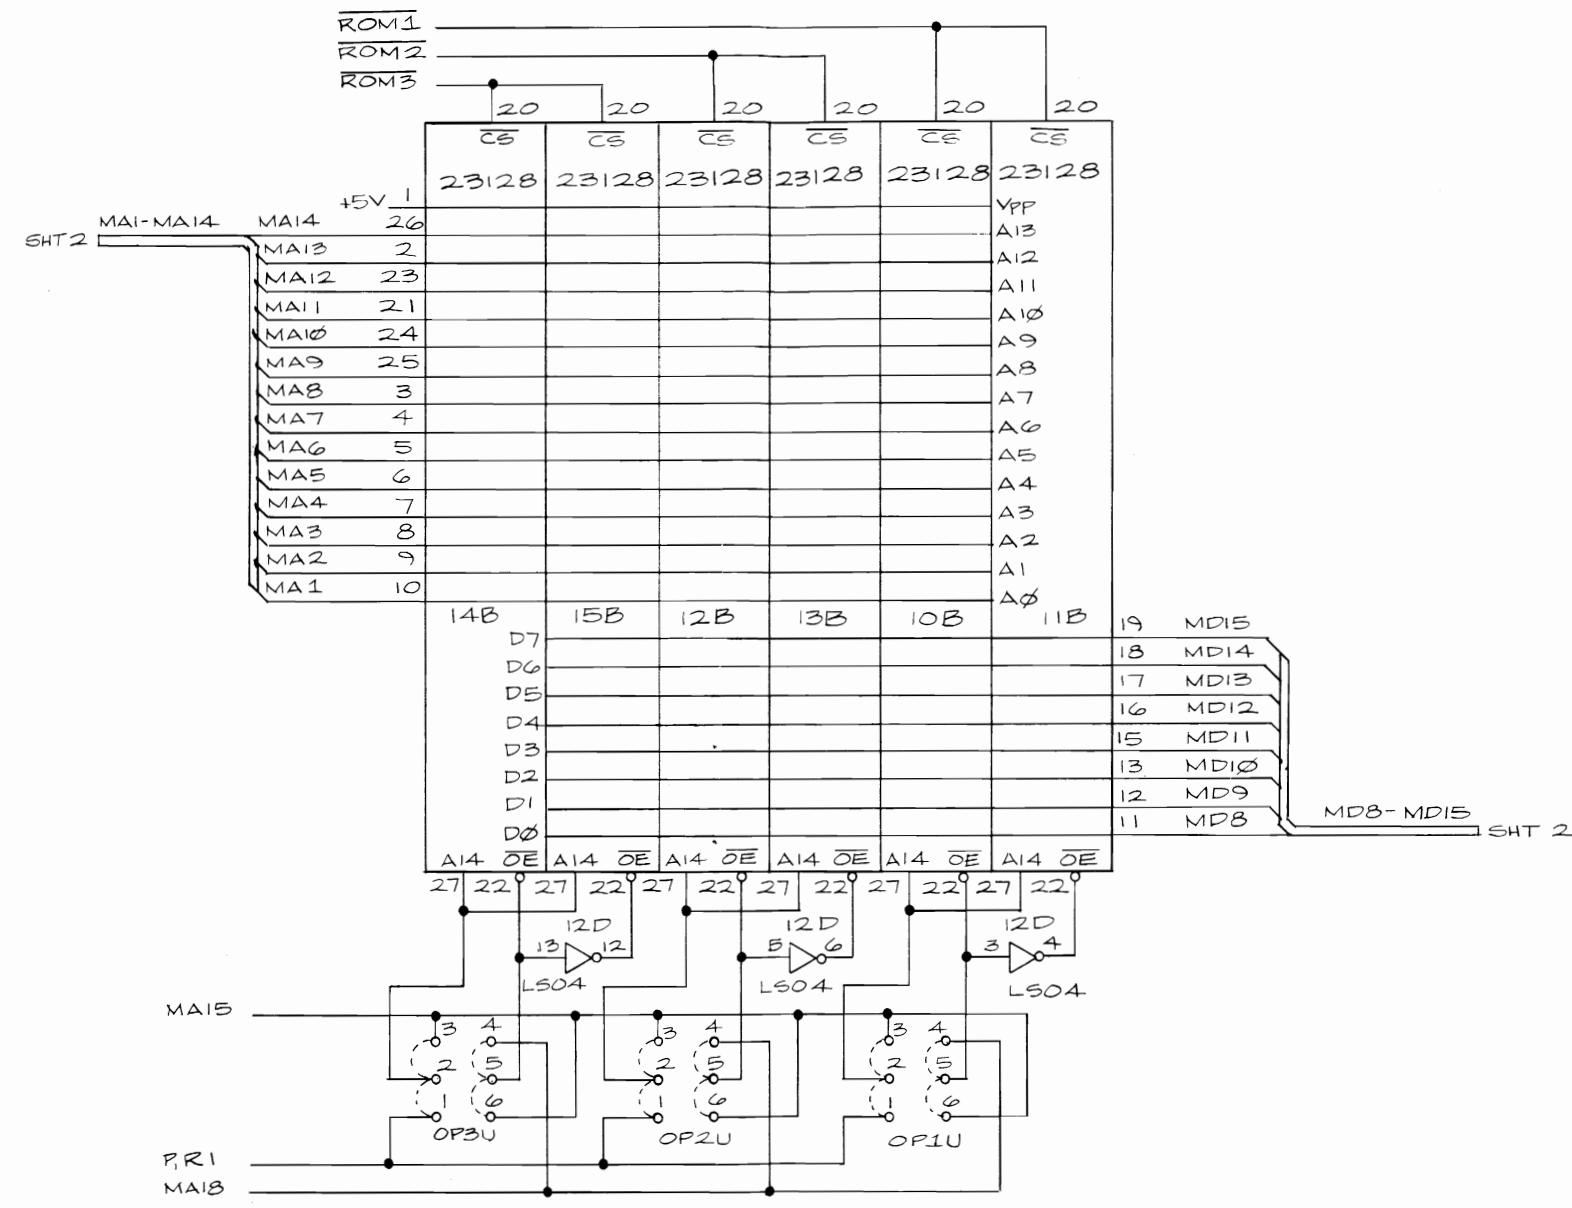 ROM1
ROM2
ROM3
20 20 20 20 20 20
CS CS CS CS CS CS
23128 23128 23128 23128 23128 23128
+5V 1 VPP
MA1-MA14 MA14 26 A13
SHT 2
MA13 2 A12
MA12 23 A11
MA11 21 A1Ø
MA1Ø 24 A9
MA9 25 A8
MA8 3 A7
MA7 4 A6
MA6 5 A5
MA5 6 A4
MA4 7 A3
MA3 8 A2
MA2 9 A1
MA1 10 AØ
14B 15B 12B 13B 10B 11B
D7 19 MD15
D6 18 MD14
D5 17 MD13
D4 16 MD12
D3 15 MD11
D2 13 MD1Ø
D1 12 MD9
DØ 11 MD8
MD8-MD15
SHT 2
A14 OE A14 OE A14 OE A14 OE A14 OE A14 OE
27 22 27 22 27 22 27 22 27 22 27 22
12D 12D 12D
13 12 5 6 3 4
LS04 LS04 LS04
MA15
3 4 3 4 3 4
2 5 2 5 2 5
1 6 1 6 1 6
OP3U OP2U OP1U
P,R1
MA18